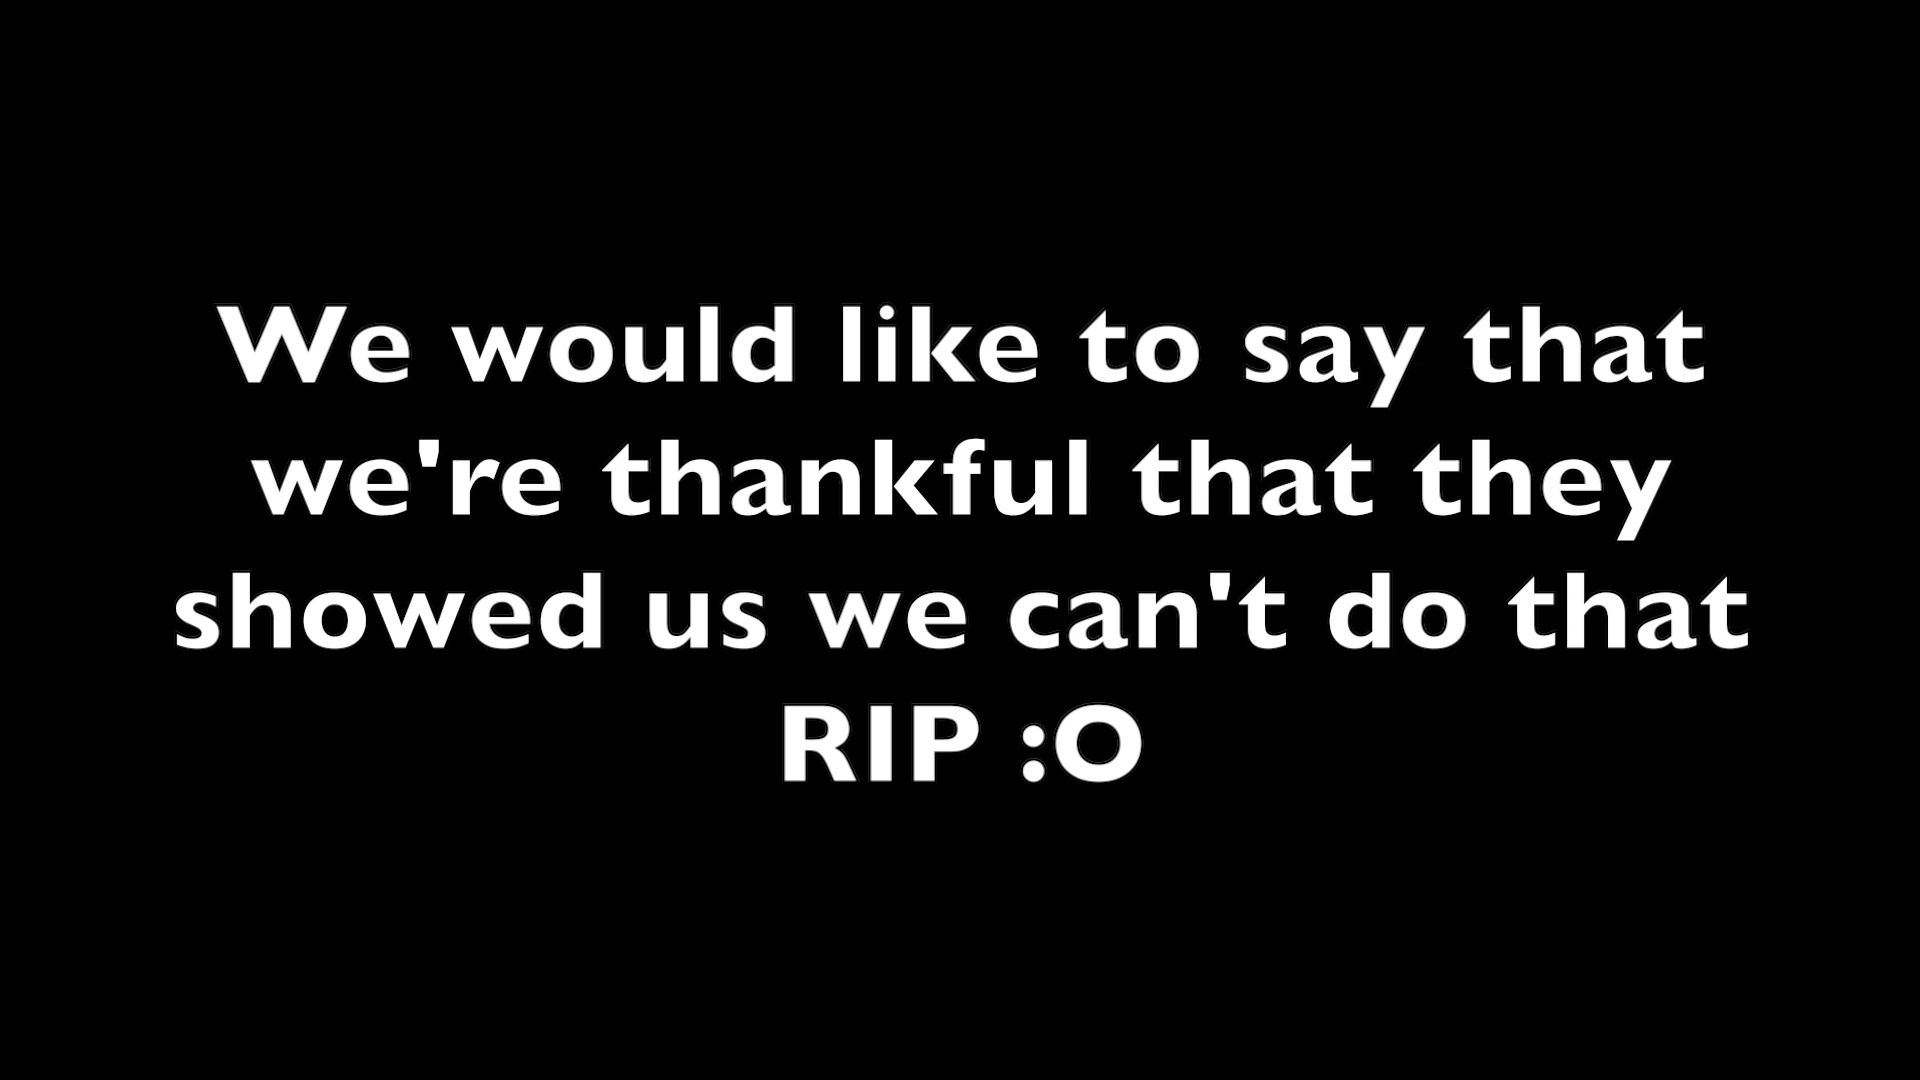 We would like to say that
we're thankful that they
showed us we can't do that
RIP :O